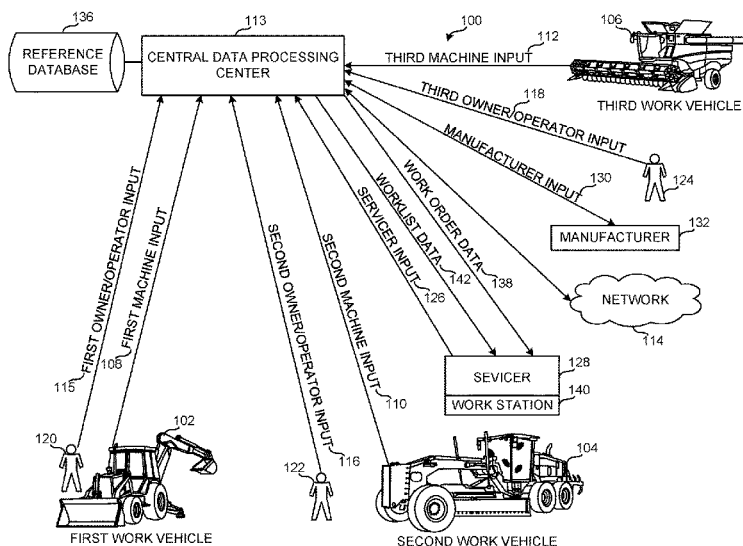 136
113
100
112
106
REFERENCE
DATABASE
CENTRAL DATA PROCESSING
CENTER
THIRD MACHINE INPUT
THIRD WORK VEHICLE
THIRD OWNER/OPERATOR INPUT
118
124
MANUFACTURER INPUT
130
MANUFACTURER
132
WORK ORDER DATA
138
WORKLIST DATA
142
SERVICER INPUT
126
NETWORK
114
SECOND MACHINE INPUT
110
SECOND OWNER/OPERATOR INPUT
116
FIRST OWNER/OPERATOR INPUT
115
FIRST MACHINE INPUT
108
SEVICER
128
WORK STATION
140
102
120
122
104
FIRST WORK VEHICLE
SECOND WORK VEHICLE